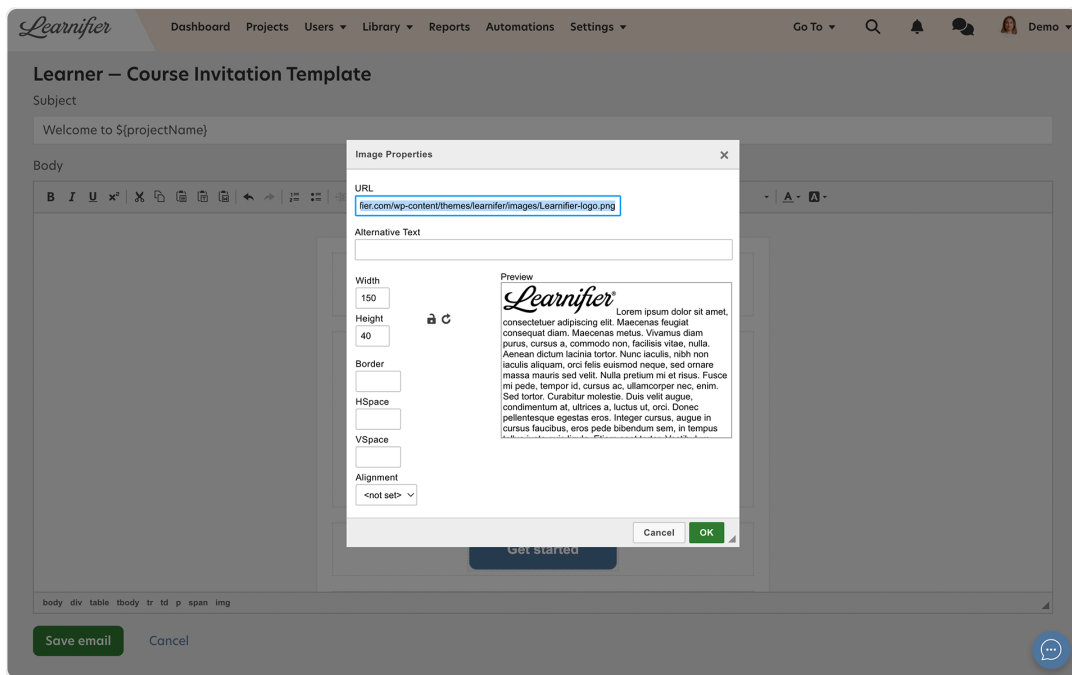 Learnifier
Dashboard Projects Users Library Reports Automations Settings Go To Demo
Learner — Course Invitation Template
Subject
Welcome to ${projectName}
Body
B I U x²
A A
Image Properties
URL
fier.com/wp-content/themes/learnifer/images/Learnifier-logo.png
Alternative Text
Width
150
Height
40
Border
HSpace
VSpace
Alignment
<not set>
Preview
Learnifier® Lorem ipsum dolor sit amet,
consectetuer adipiscing elit. Maecenas feugiat
consequat diam. Maecenas metus. Vivamus diam
purus, cursus a, commodo non, facilisis vitae, nulla.
Aenean dictum lacinia tortor. Nunc iaculis, nibh non
iaculis aliquam, orci felis euismod neque, sed ornare
massa mauris sed velit. Nulla pretium mi et risus. Fusce
mi pede, tempor id, cursus ac, ullamcorper nec, enim.
Sed tortor. Curabitur molestie. Duis velit augue,
condimentum at, ultrices a, luctus ut, orci. Donec
pellentesque egestas eros. Integer cursus, augue in
cursus faucibus, eros pede bibendum sem, in tempus
Cancel OK
Get started
body div table tbody tr td p span img
Save email Cancel